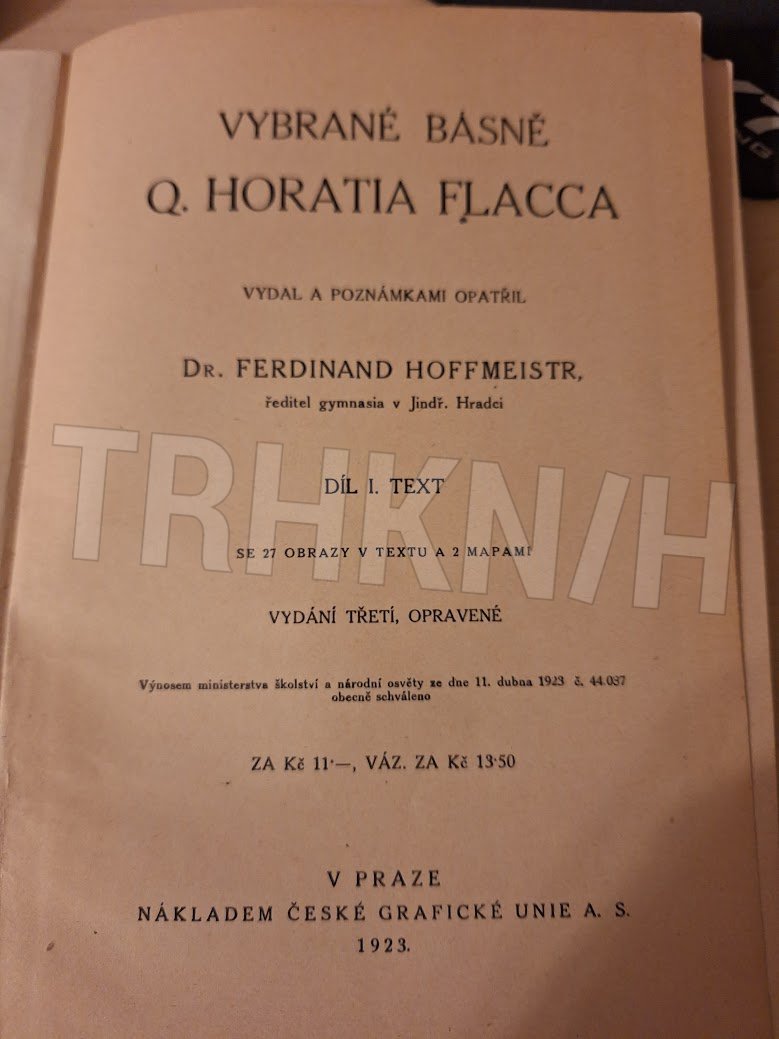 VYBRANÉ BÁSNĚ
Q. HORATIA FLACCA
VYDAL A POZNÁMKAMI OPATŘIL
DR. FERDINAND HOFFMEISTR,
ředitel gymnasia v Jindř. Hradci
DÍL I. TEXT
TRHKN/H
SE 27 OBRAZY V TEXTU A 2 MAPAMI
VYDÁNÍ TŘETÍ, OPRAVENÉ
Výnosem ministerstva školství a národní osvěty ze dne 11. dubna 1923 č. 44.037
obecně schváleno
ZA Kč 11·—, VÁZ. ZA Kč 13·50
V PRAZE
NÁKLADEM ČESKÉ GRAFICKÉ UNIE A. S.
1923.